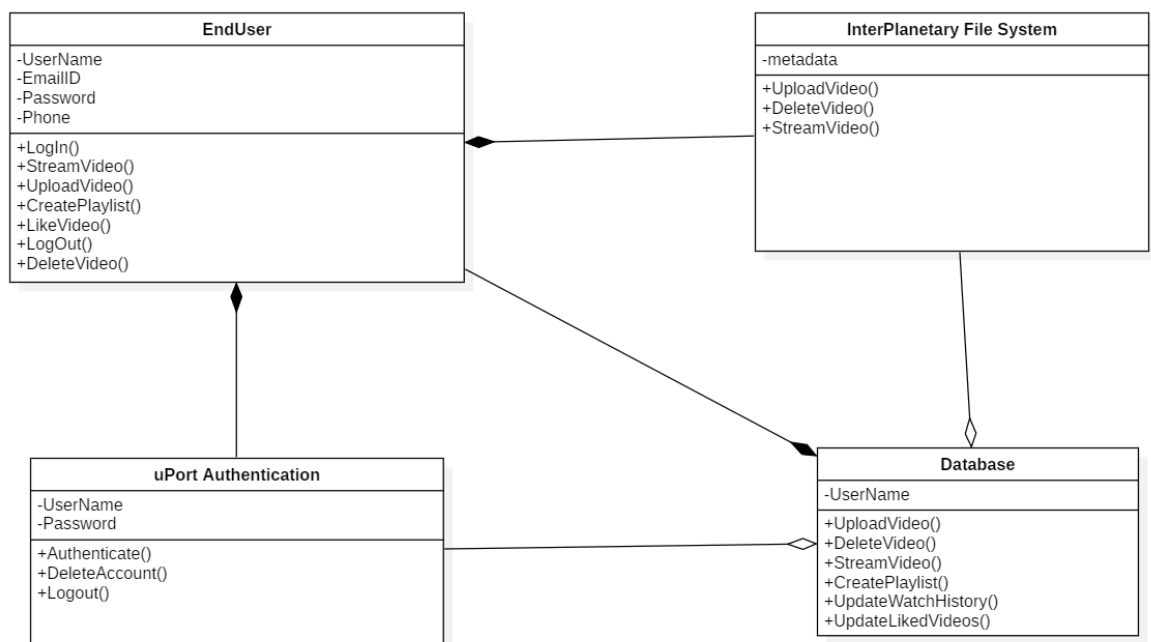 EndUser
-UserName
-EmailID
-Password
-Phone
+LogIn()
+StreamVideo()
+UploadVideo()
+CreatePlaylist()
+LikeVideo()
+LogOut()
+DeleteVideo()
InterPlanetary File System
-metadata
+UploadVideo()
+DeleteVideo()
+StreamVideo()
uPort Authentication
-UserName
-Password
+Authenticate()
+DeleteAccount()
+Logout()
Database
-UserName
+UploadVideo()
+DeleteVideo()
+StreamVideo()
+CreatePlaylist()
+UpdateWatchHistory()
+UpdateLikedVideos()